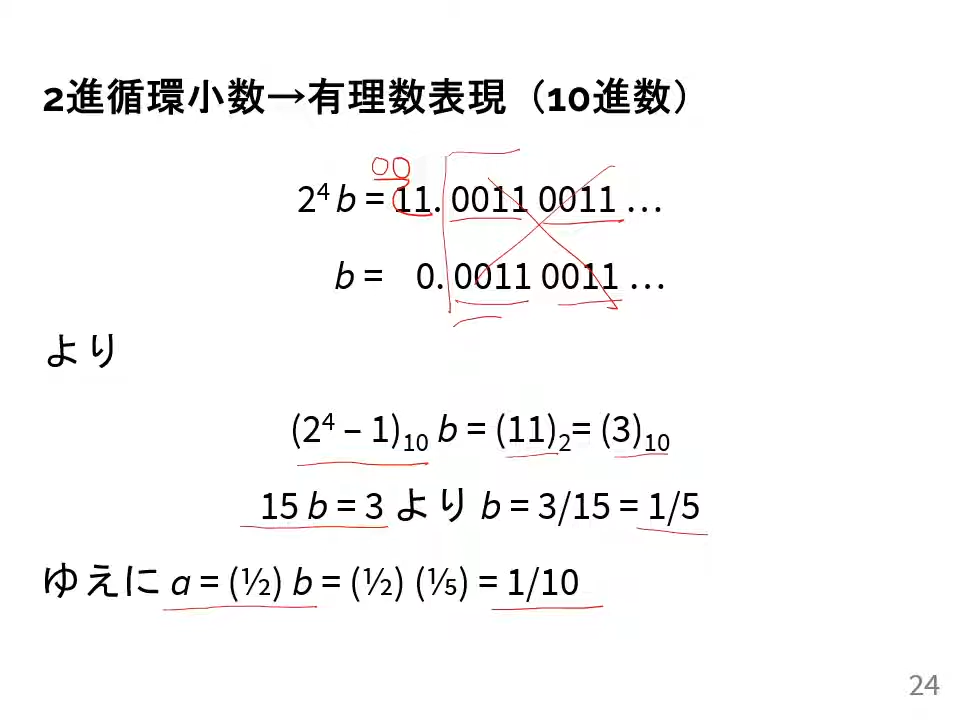 2進循環小数→有理数表現（10進数）
00
2⁴ b = 11. 0011 0011 …
b = 0. 0011 0011 …
より
(2⁴ – 1)₁₀ b = (11)₂= (3)₁₀
15 b = 3 より b = 3/15 = 1/5
ゆえに a = (½) b = (½) (⅕) = 1/10
24